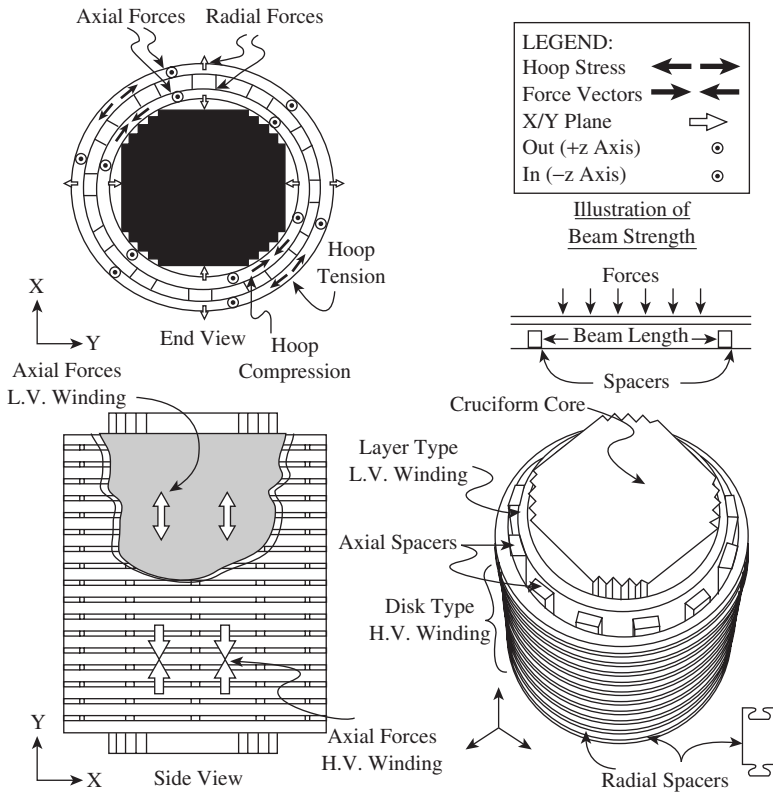 Axial Forces
Radial Forces
LEGEND:
Hoop Stress
Force Vectors
X/Y Plane
Out (+z Axis)
In (−z Axis)
Illustration of
Beam Strength
Hoop
Tension
X
Y
End View
Hoop
Compression
Forces
Beam Length
Spacers
Axial Forces
L.V. Winding
Cruciform Core
Layer Type
L.V. Winding
Axial Spacers
Disk Type
H.V. Winding
Y
X
Side View
Axial Forces
H.V. Winding
Radial Spacers